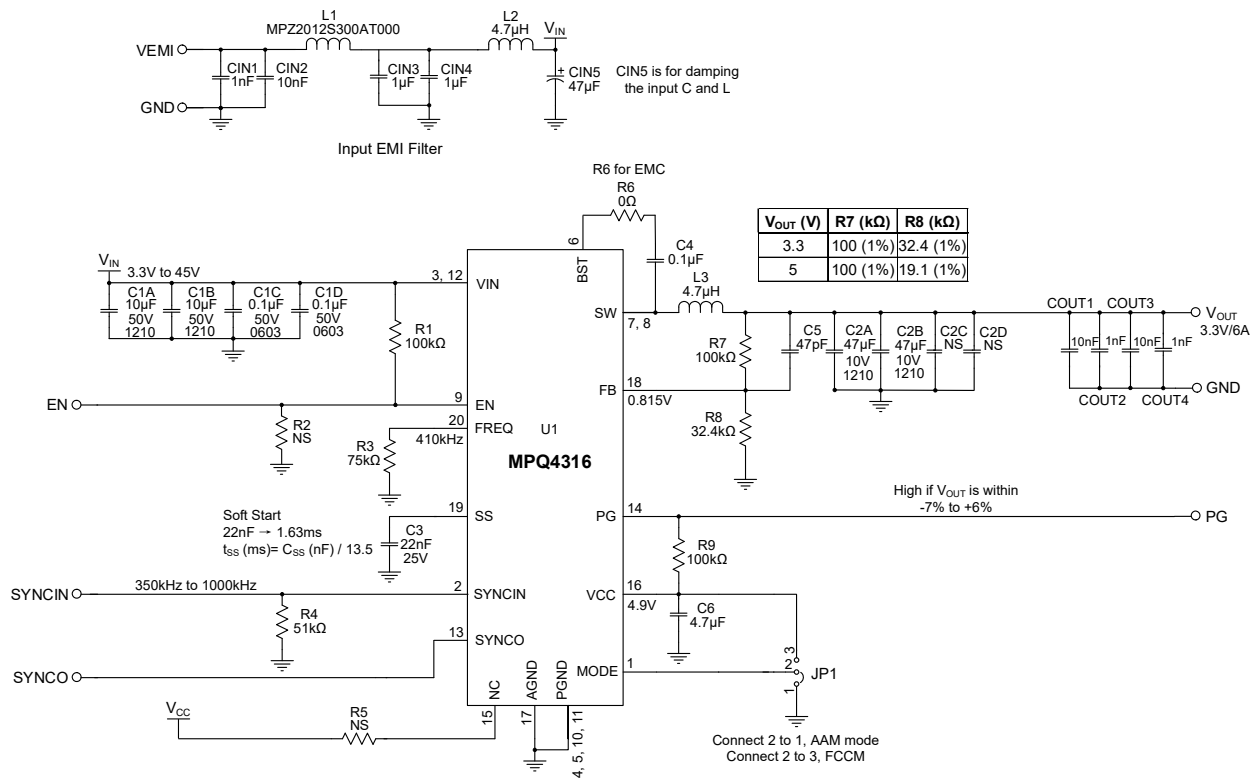 L1
MPZ2012S300AT000
L2
4.7µH
VIN
VEMI
CIN1
1nF
CIN2
10nF
CIN3
1µF
CIN4
1µF
+
CIN5
47µF
CIN5 is for damping
the input C and L
GND
Input EMI Filter
R6 for EMC
R6
0Ω
VOUT (V) R7 (kΩ) R8 (kΩ)
3.3 100 (1%) 32.4 (1%)
5 100 (1%) 19.1 (1%)
6
BST
C4
0.1µF
L3
4.7µH
VIN
3.3V to 45V
3, 12
VIN
C1A
10µF
50V
1210
C1B
10µF
50V
1210
C1C
0.1µF
50V
0603
C1D
0.1µF
50V
0603
R1
100kΩ
SW
7, 8
R7
100kΩ
C5
47pF
C2A
47µF
10V
1210
C2B
47µF
10V
1210
C2C
NS
C2D
NS
COUT1
COUT3
10nF
1nF
10nF
1nF
COUT2
COUT4
VOUT
3.3V/6A
GND
EN
9
EN
R2
NS
20
FREQ
410kHz
R3
75kΩ
U1
MPQ4316
FB
18
0.815V
R8
32.4kΩ
Soft Start
22nF → 1.63ms
tSS (ms)= CSS (nF) / 13.5
19
SS
C3
22nF
25V
PG
14
High if VOUT is within
-7% to +6%
PG
R9
100kΩ
SYNCIN
350kHz to 1000kHz
2
SYNCIN
R4
51kΩ
VCC
16
4.9V
C6
4.7µF
13
SYNCO
SYNCO
MODE
1
3
2
1
JP1
VCC
R5
NS
NC
15
AGND
17
PGND
4, 5, 10, 11
Connect 2 to 1, AAM mode
Connect 2 to 3, FCCM